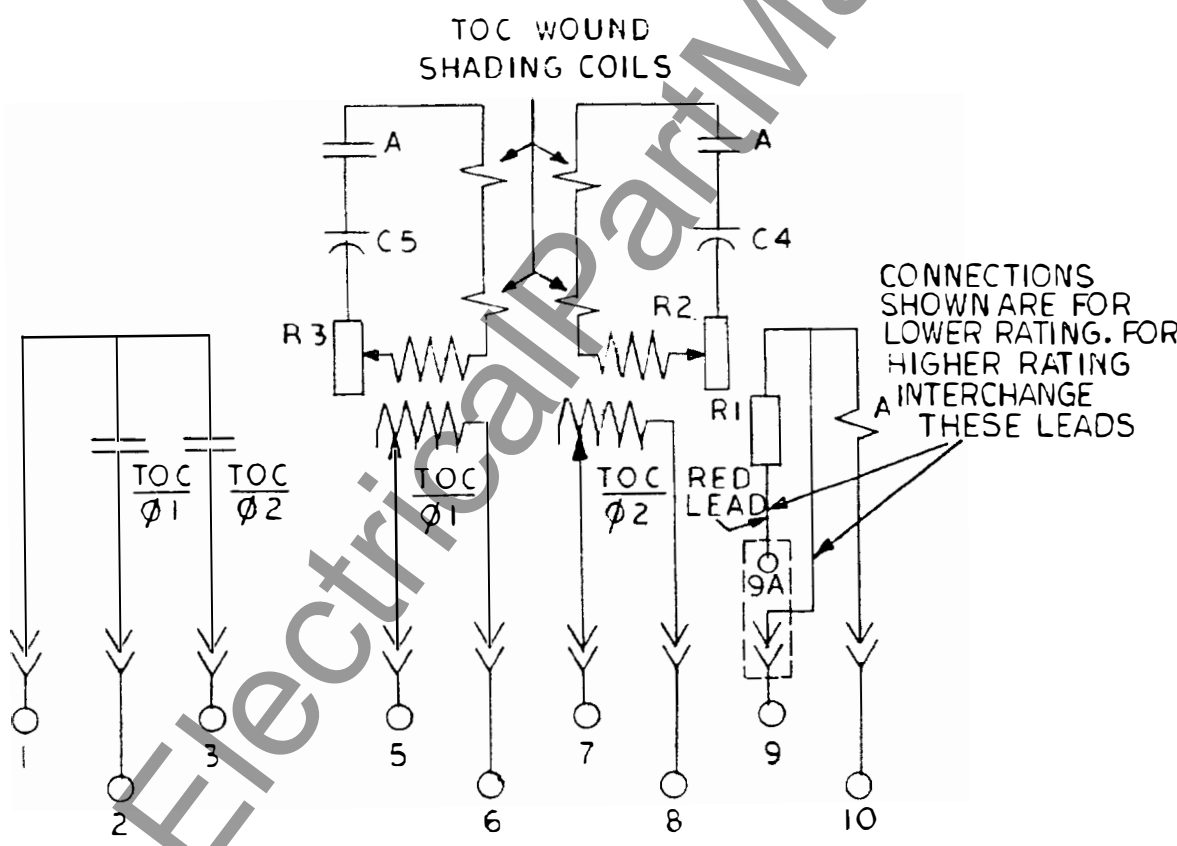 TOC WOUND
SHADING COILS
A
A
C5
C4
CONNECTIONS
SHOWN ARE FOR
LOWER RATING. FOR
HIGHER RATING
INTERCHANGE
THESE LEADS
R3
R2
R1
A
TOC
Ø1
TOC
Ø2
TOC
Ø1
TOC
Ø2
RED
LEAD
9A
1
2
3
5
6
7
8
9
10
ElectricalPartMa